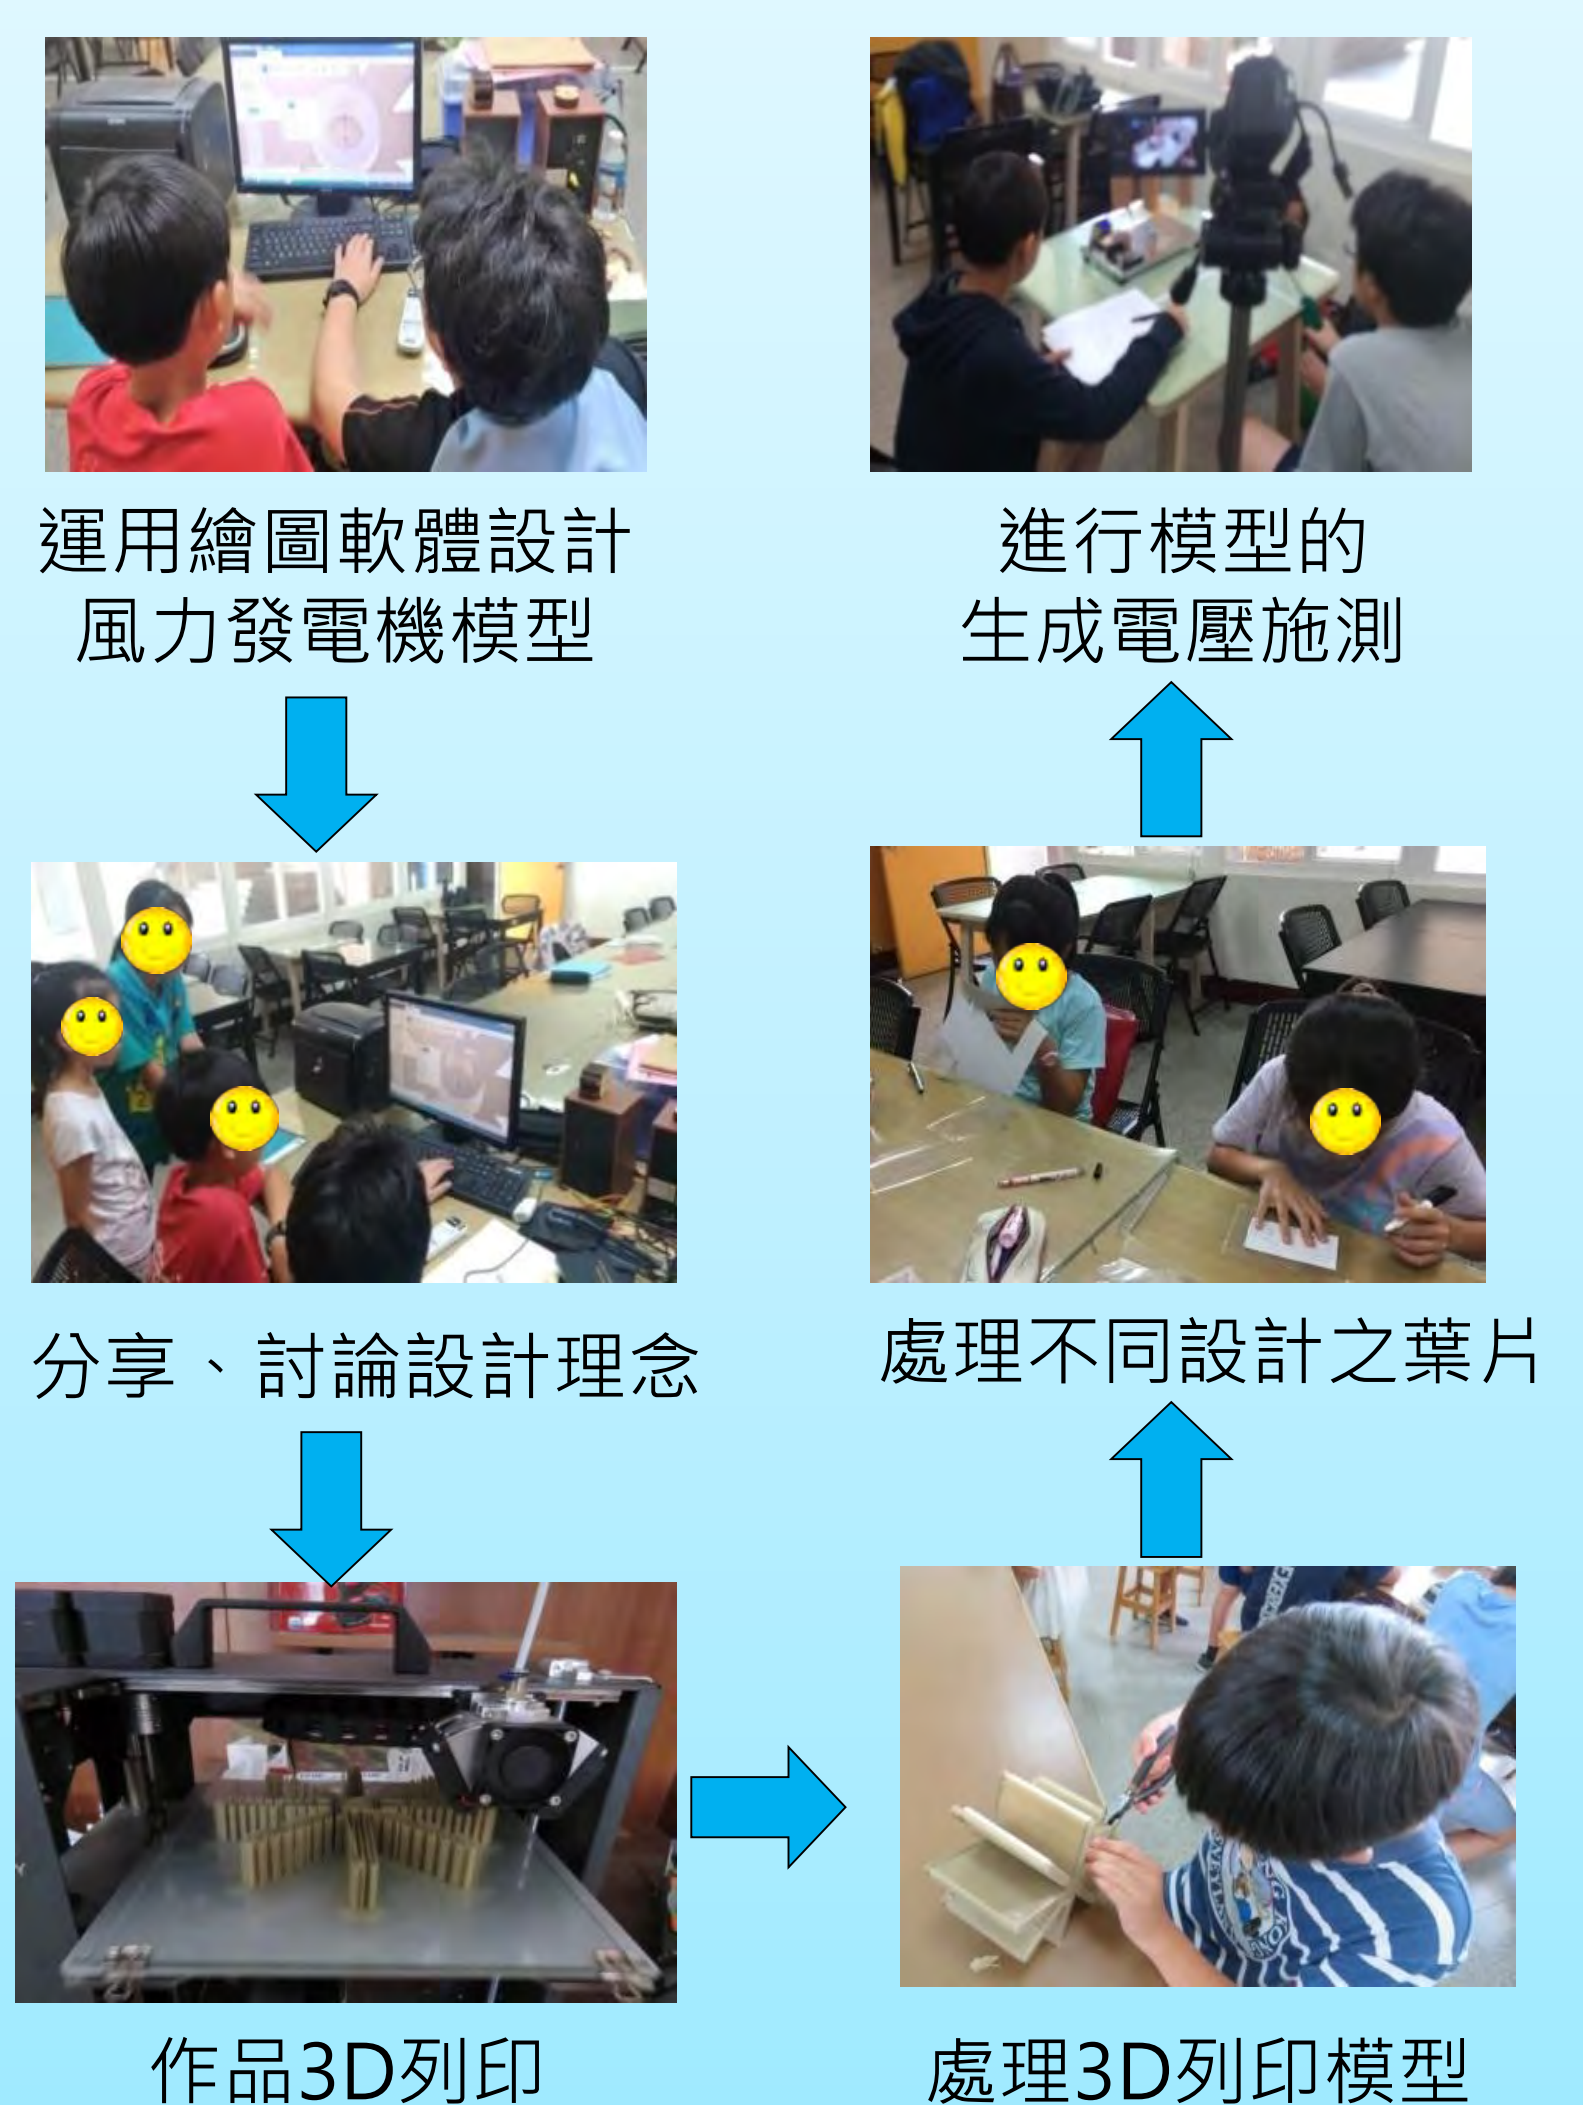 運用繪圖軟體設計
風力發電機模型
分享、討論設計理念
作品3D列印
處理3D列印模型
處理不同設計之葉片
進行模型的
生成電壓施測